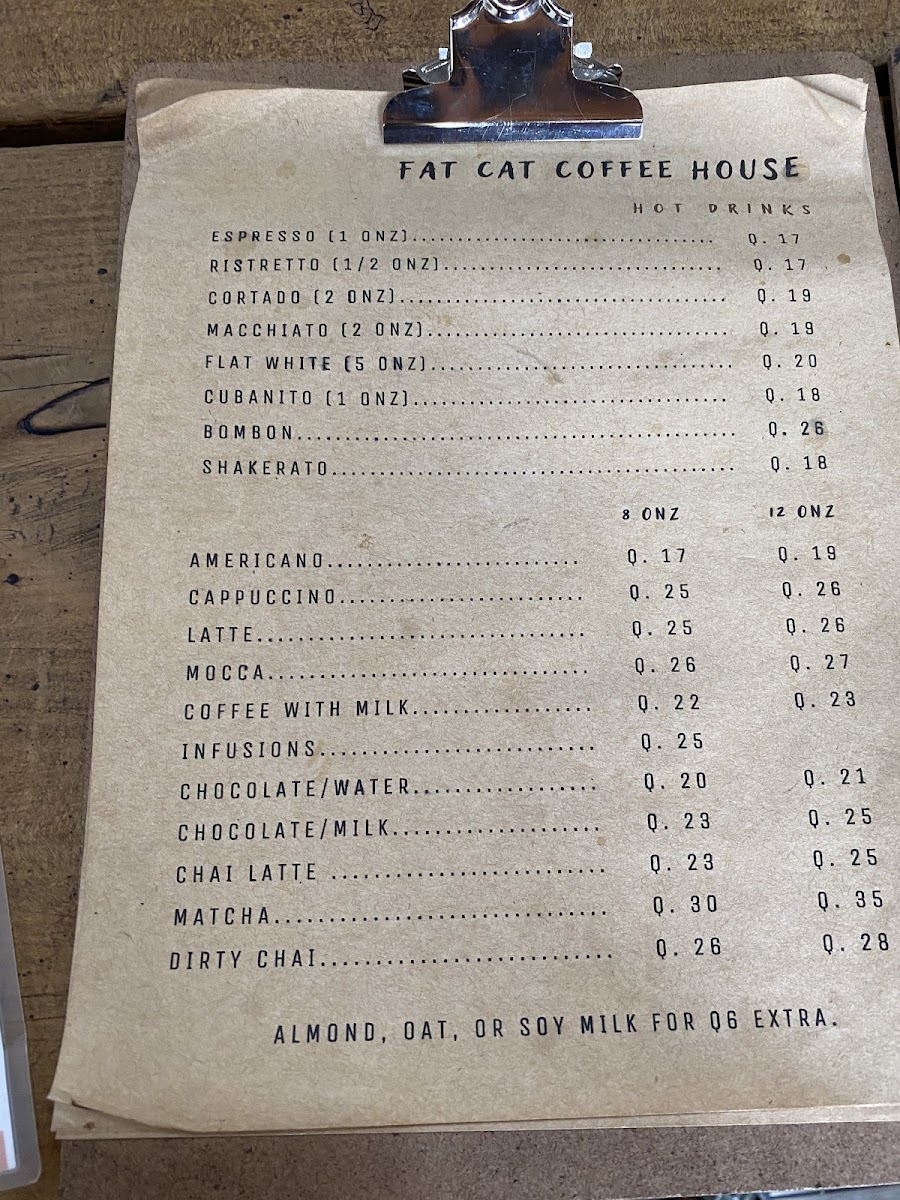 FAT CAT COFFEE HOUSE
HOT DRINKS
ESPRESSO (1 ONZ)................................ Q. 17
RISTRETTO (1/2 ONZ)............................. Q. 17
CORTADO (2 ONZ).................................. Q. 19
MACCHIATO (2 ONZ)............................... Q. 19
FLAT WHITE (5 ONZ)............................... Q. 20
CUBANITO (1 ONZ)................................. Q. 18
BOMBON.............................................. Q. 26
SHAKERATO.......................................... Q. 18
8 ONZ 12 ONZ
AMERICANO........................... Q. 17 Q. 19
CAPPUCCINO.......................... Q. 25 Q. 26
LATTE................................... Q. 25 Q. 26
MOCCA.................................. Q. 26 Q. 27
COFFEE WITH MILK................... Q. 22 Q. 23
INFUSIONS............................. Q. 25
CHOCOLATE/WATER.................... Q. 20 Q. 21
CHOCOLATE/MILK...................... Q. 23 Q. 25
CHAI LATTE ............................. Q. 23 Q. 25
MATCHA.................................. Q. 30 Q. 35
DIRTY CHAI.............................. Q. 26 Q. 28
ALMOND, OAT, OR SOY MILK FOR Q6 EXTRA.